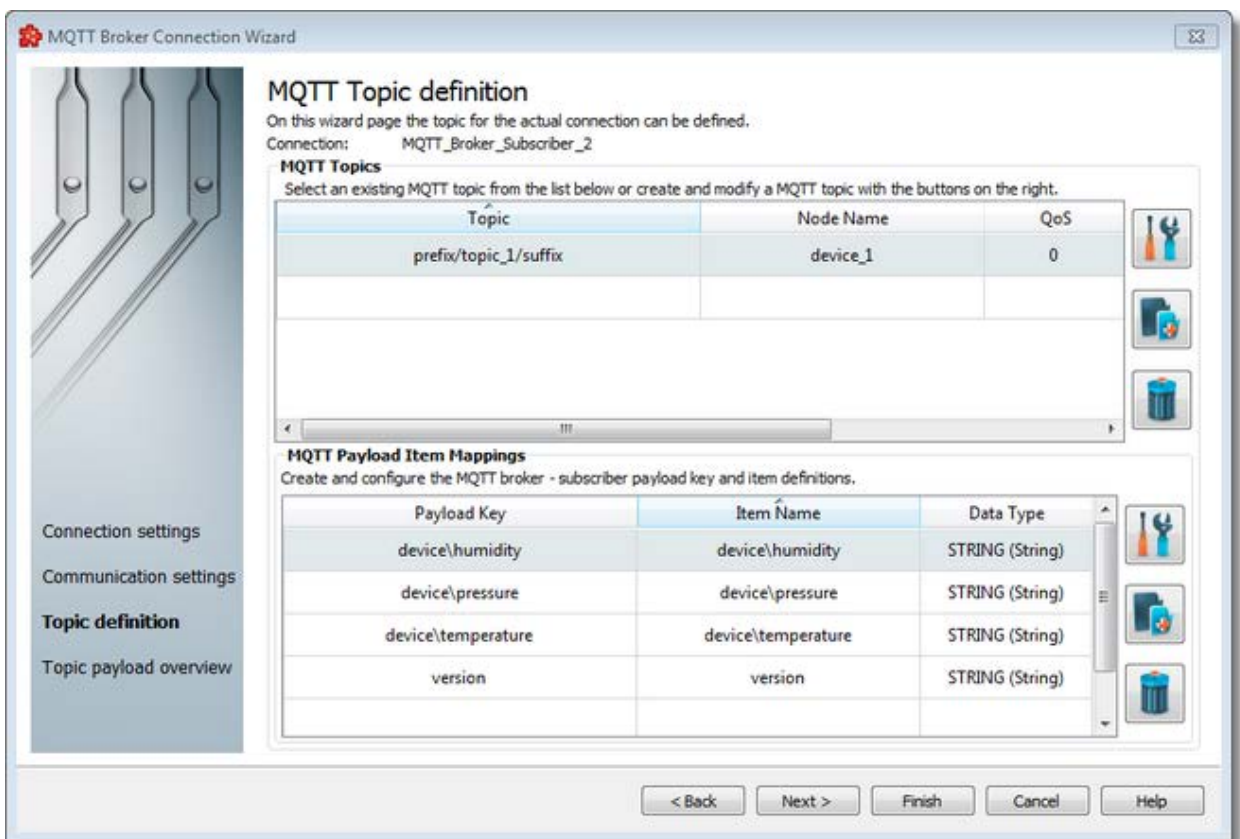 MQTT Broker Connection Wizard
MQTT Topic definition
On this wizard page the topic for the actual connection can be defined.
Connection: MQTT_Broker_Subscriber_2
MQTT Topics
Select an existing MQTT topic from the list below or create and modify a MQTT topic with the buttons on the right.
Topic Node Name QoS
prefix/topic_1/suffix device_1 0
MQTT Payload Item Mappings
Create and configure the MQTT broker - subscriber payload key and item definitions.
Payload Key Item Name Data Type
device\humidity device\humidity STRING (String)
device\pressure device\pressure STRING (String)
device\temperature device\temperature STRING (String)
version version STRING (String)
Connection settings
Communication settings
Topic definition
Topic payload overview
< Back Next > Finish Cancel Help